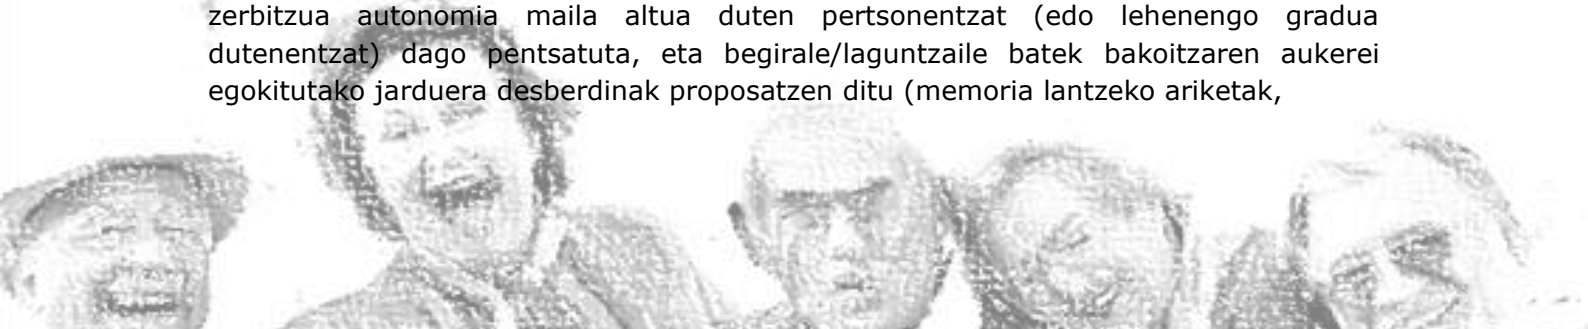 zerbitzua autonomia maila altua duten pertsonentzat (edo lehenengo gradua
dutenentzat) dago pentsatuta, eta begirale/laguntzaile batek bakoitzaren aukerei
egokitutako jarduera desberdinak proposatzen ditu (memoria lantzeko ariketak,